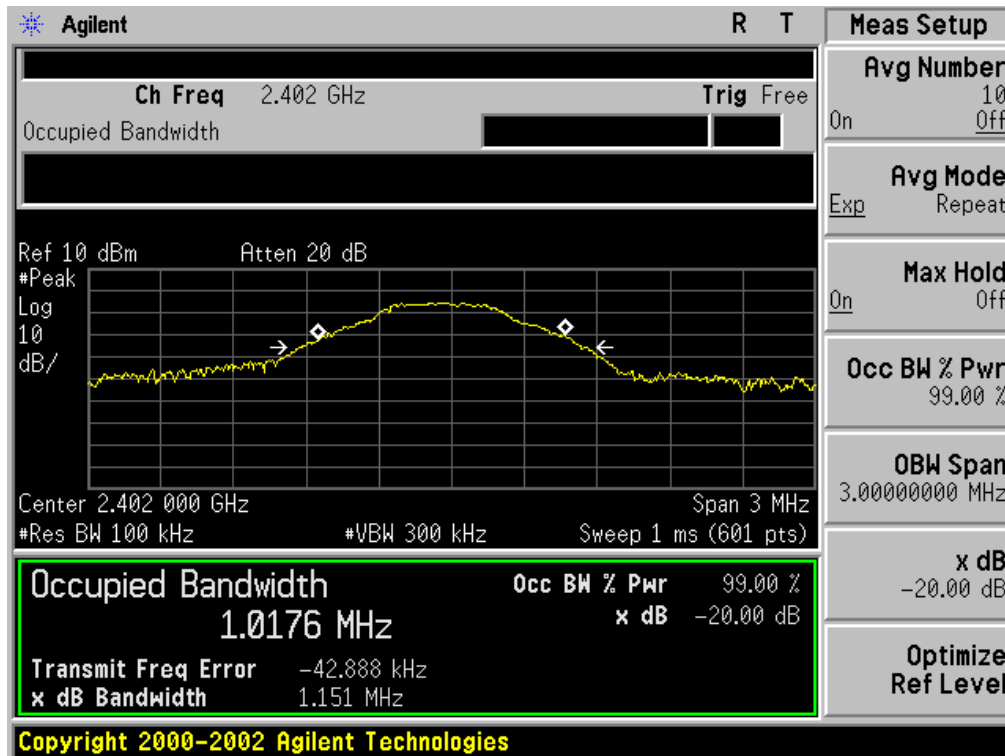 Agilent R T
Ch Freq 2.402 GHz Trig Free
Occupied Bandwidth
Ref 10 dBm Atten 20 dB
#Peak
Log
10
dB/
Center 2.402 000 GHz Span 3 MHz
#Res BW 100 kHz #VBW 300 kHz Sweep 1 ms (601 pts)
Occupied Bandwidth
1.0176 MHz
Occ BW % Pwr 99.00 %
x dB -20.00 dB
Transmit Freq Error -42.888 kHz
x dB Bandwidth 1.151 MHz
Copyright 2000-2002 Agilent Technologies
Meas Setup
Avg Number
10
On Off
Avg Mode
Exp Repeat
Max Hold
On Off
Occ BW % Pwr
99.00 %
OBW Span
3.00000000 MHz
x dB
-20.00 dB
Optimize
Ref Level